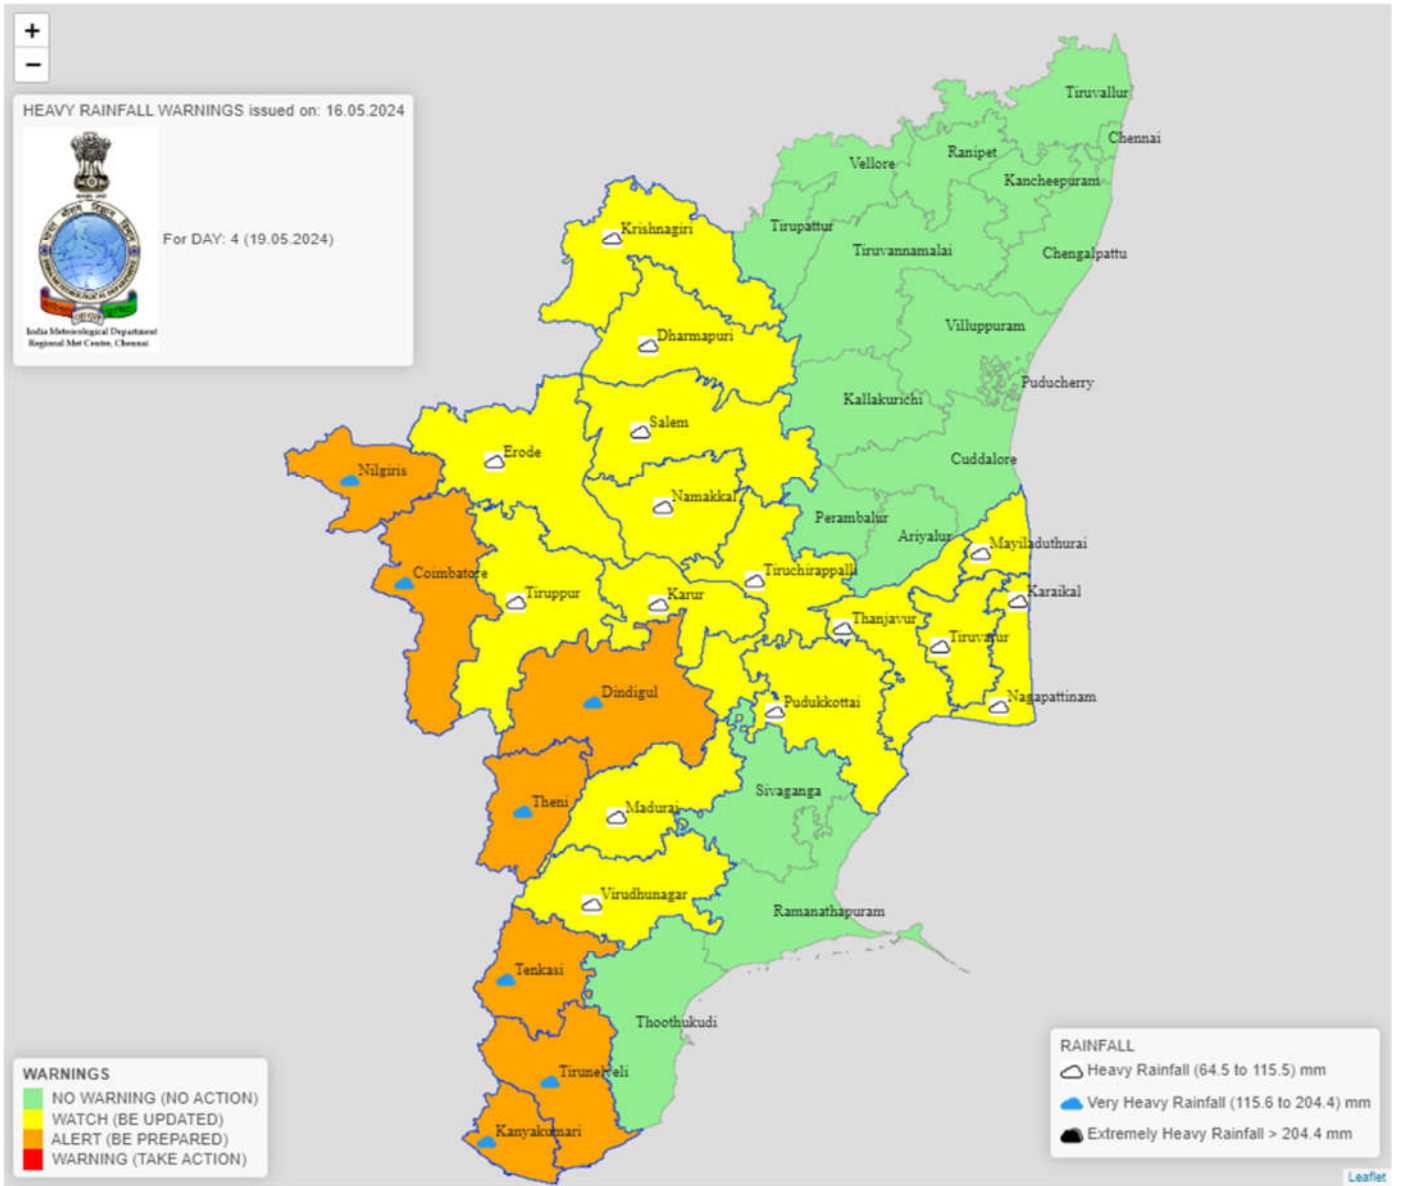 +
−
HEAVY RAINFALL WARNINGS issued on: 16.05.2024
For DAY: 4 (19.05.2024)
India Meteorological Department
Regional Met Centre, Chennai
Tiruvallur
Chennai
Ranipet
Vellore
Kancheepuram
Krishnagiri
Tirupattur
Tiruvannamalai
Chengalpattu
Villuppuram
Dharmapuri
Puducherry
Kallakurichi
Salem
Erode
Cuddalore
Nilgiris
Namakkal
Perambalur
Ariyalur
Mayiladuthurai
Coimbatore
Tiruchirappalli
Tiruppur
Karur
Karaikal
Thanjavur
Tiruvarur
Dindigul
Pudukkottai
Nagapattinam
Sivaganga
Theni
Madurai
Virudhunagar
Ramanathapuram
Tenkasi
Thoothukudi
Tirunelveli
Kanyakumari
WARNINGS
NO WARNING (NO ACTION)
WATCH (BE UPDATED)
ALERT (BE PREPARED)
WARNING (TAKE ACTION)
RAINFALL
Heavy Rainfall (64.5 to 115.5) mm
Very Heavy Rainfall (115.6 to 204.4) mm
Extremely Heavy Rainfall > 204.4 mm
Leaflet